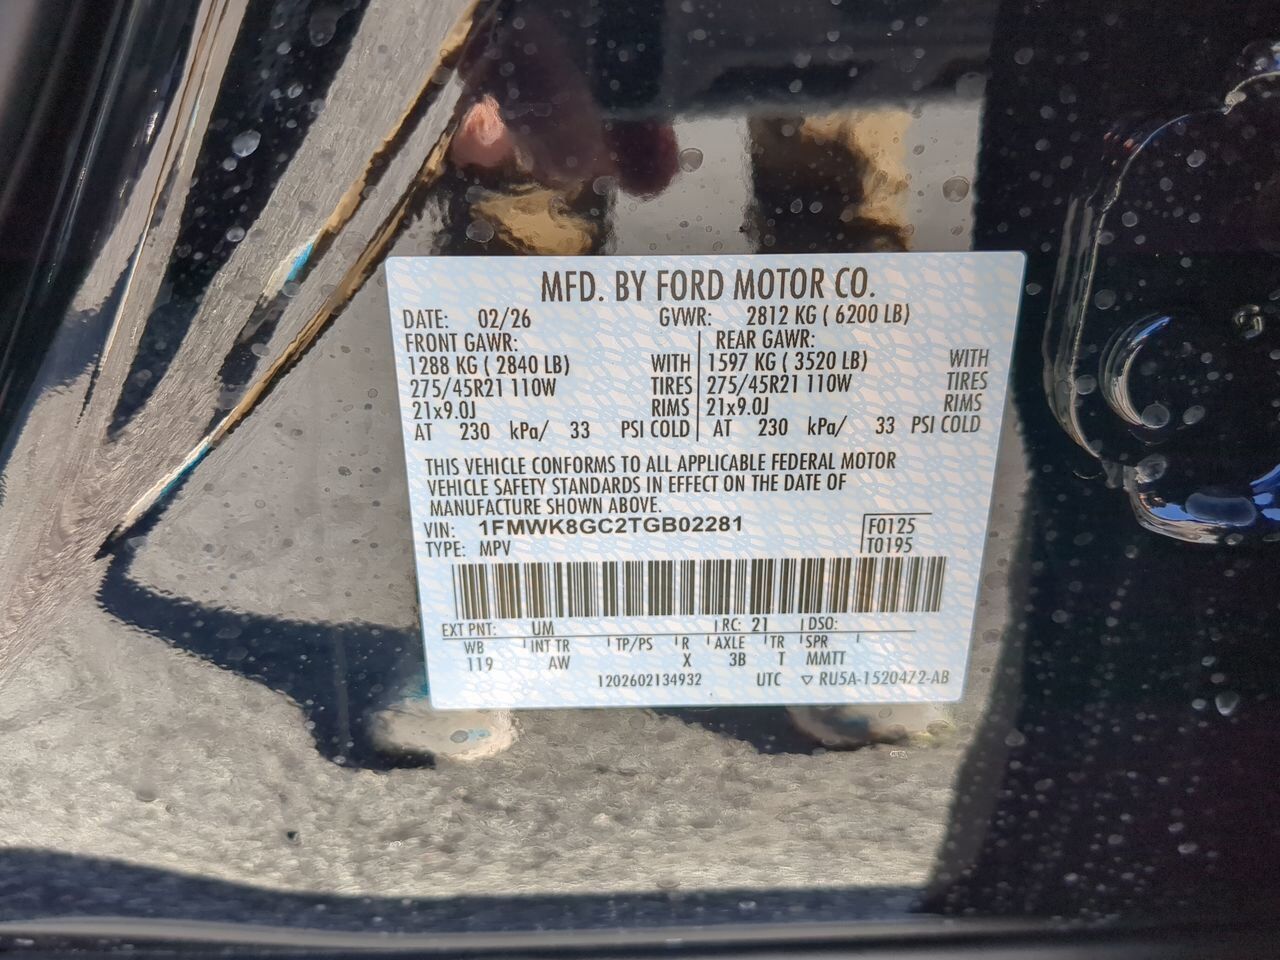 MFD. BY FORD MOTOR CO.
DATE: 02/26 GVWR: 2812 KG ( 6200 LB)
FRONT GAWR: REAR GAWR:
1288 KG ( 2840 LB) WITH 1597 KG ( 3520 LB) WITH
275/45R21 110W TIRES 275/45R21 110W TIRES
21x9.0J RIMS 21x9.0J RIMS
AT 230 kPa/ 33 PSI COLD AT 230 kPa/ 33 PSI COLD
THIS VEHICLE CONFORMS TO ALL APPLICABLE FEDERAL MOTOR
VEHICLE SAFETY STANDARDS IN EFFECT ON THE DATE OF
MANUFACTURE SHOWN ABOVE.
VIN: 1FMWK8GC2TGB02281 F0125
TYPE: MPV T0195
EXT PNT: UM RC: 21 DSO:
WB INT TR TP/PS R AXLE TR SPR
119 AW X 3B T MMTT
1202602134932 UTC ▽ RU5A-1520472-AB